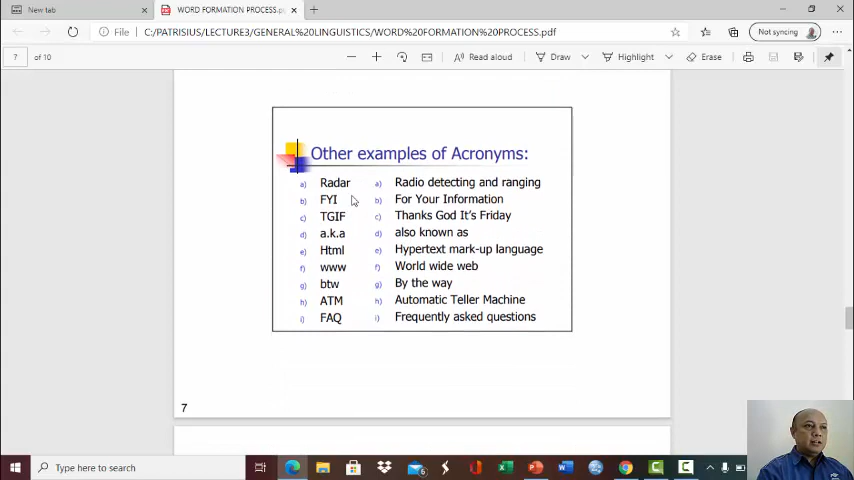 New tab
WORD FORMATION PROCESS.pp
File
C:/PATRISIUS/LECTURE3/GENERAL%20LINGUISTICS/WORD%20FORMATION%20PROCESS.pdf
Not syncing
7 of 10
Read aloud
Draw
Highlight
Erase
Other examples of Acronyms:
a) Radar a) Radio detecting and ranging
b) FYI b) For Your Information
c) TGIF c) Thanks God It's Friday
d) a.k.a d) also known as
e) Html e) Hypertext mark-up language
f) www f) World wide web
g) btw g) By the way
h) ATM h) Automatic Teller Machine
i) FAQ i) Frequently asked questions
7
Type here to search